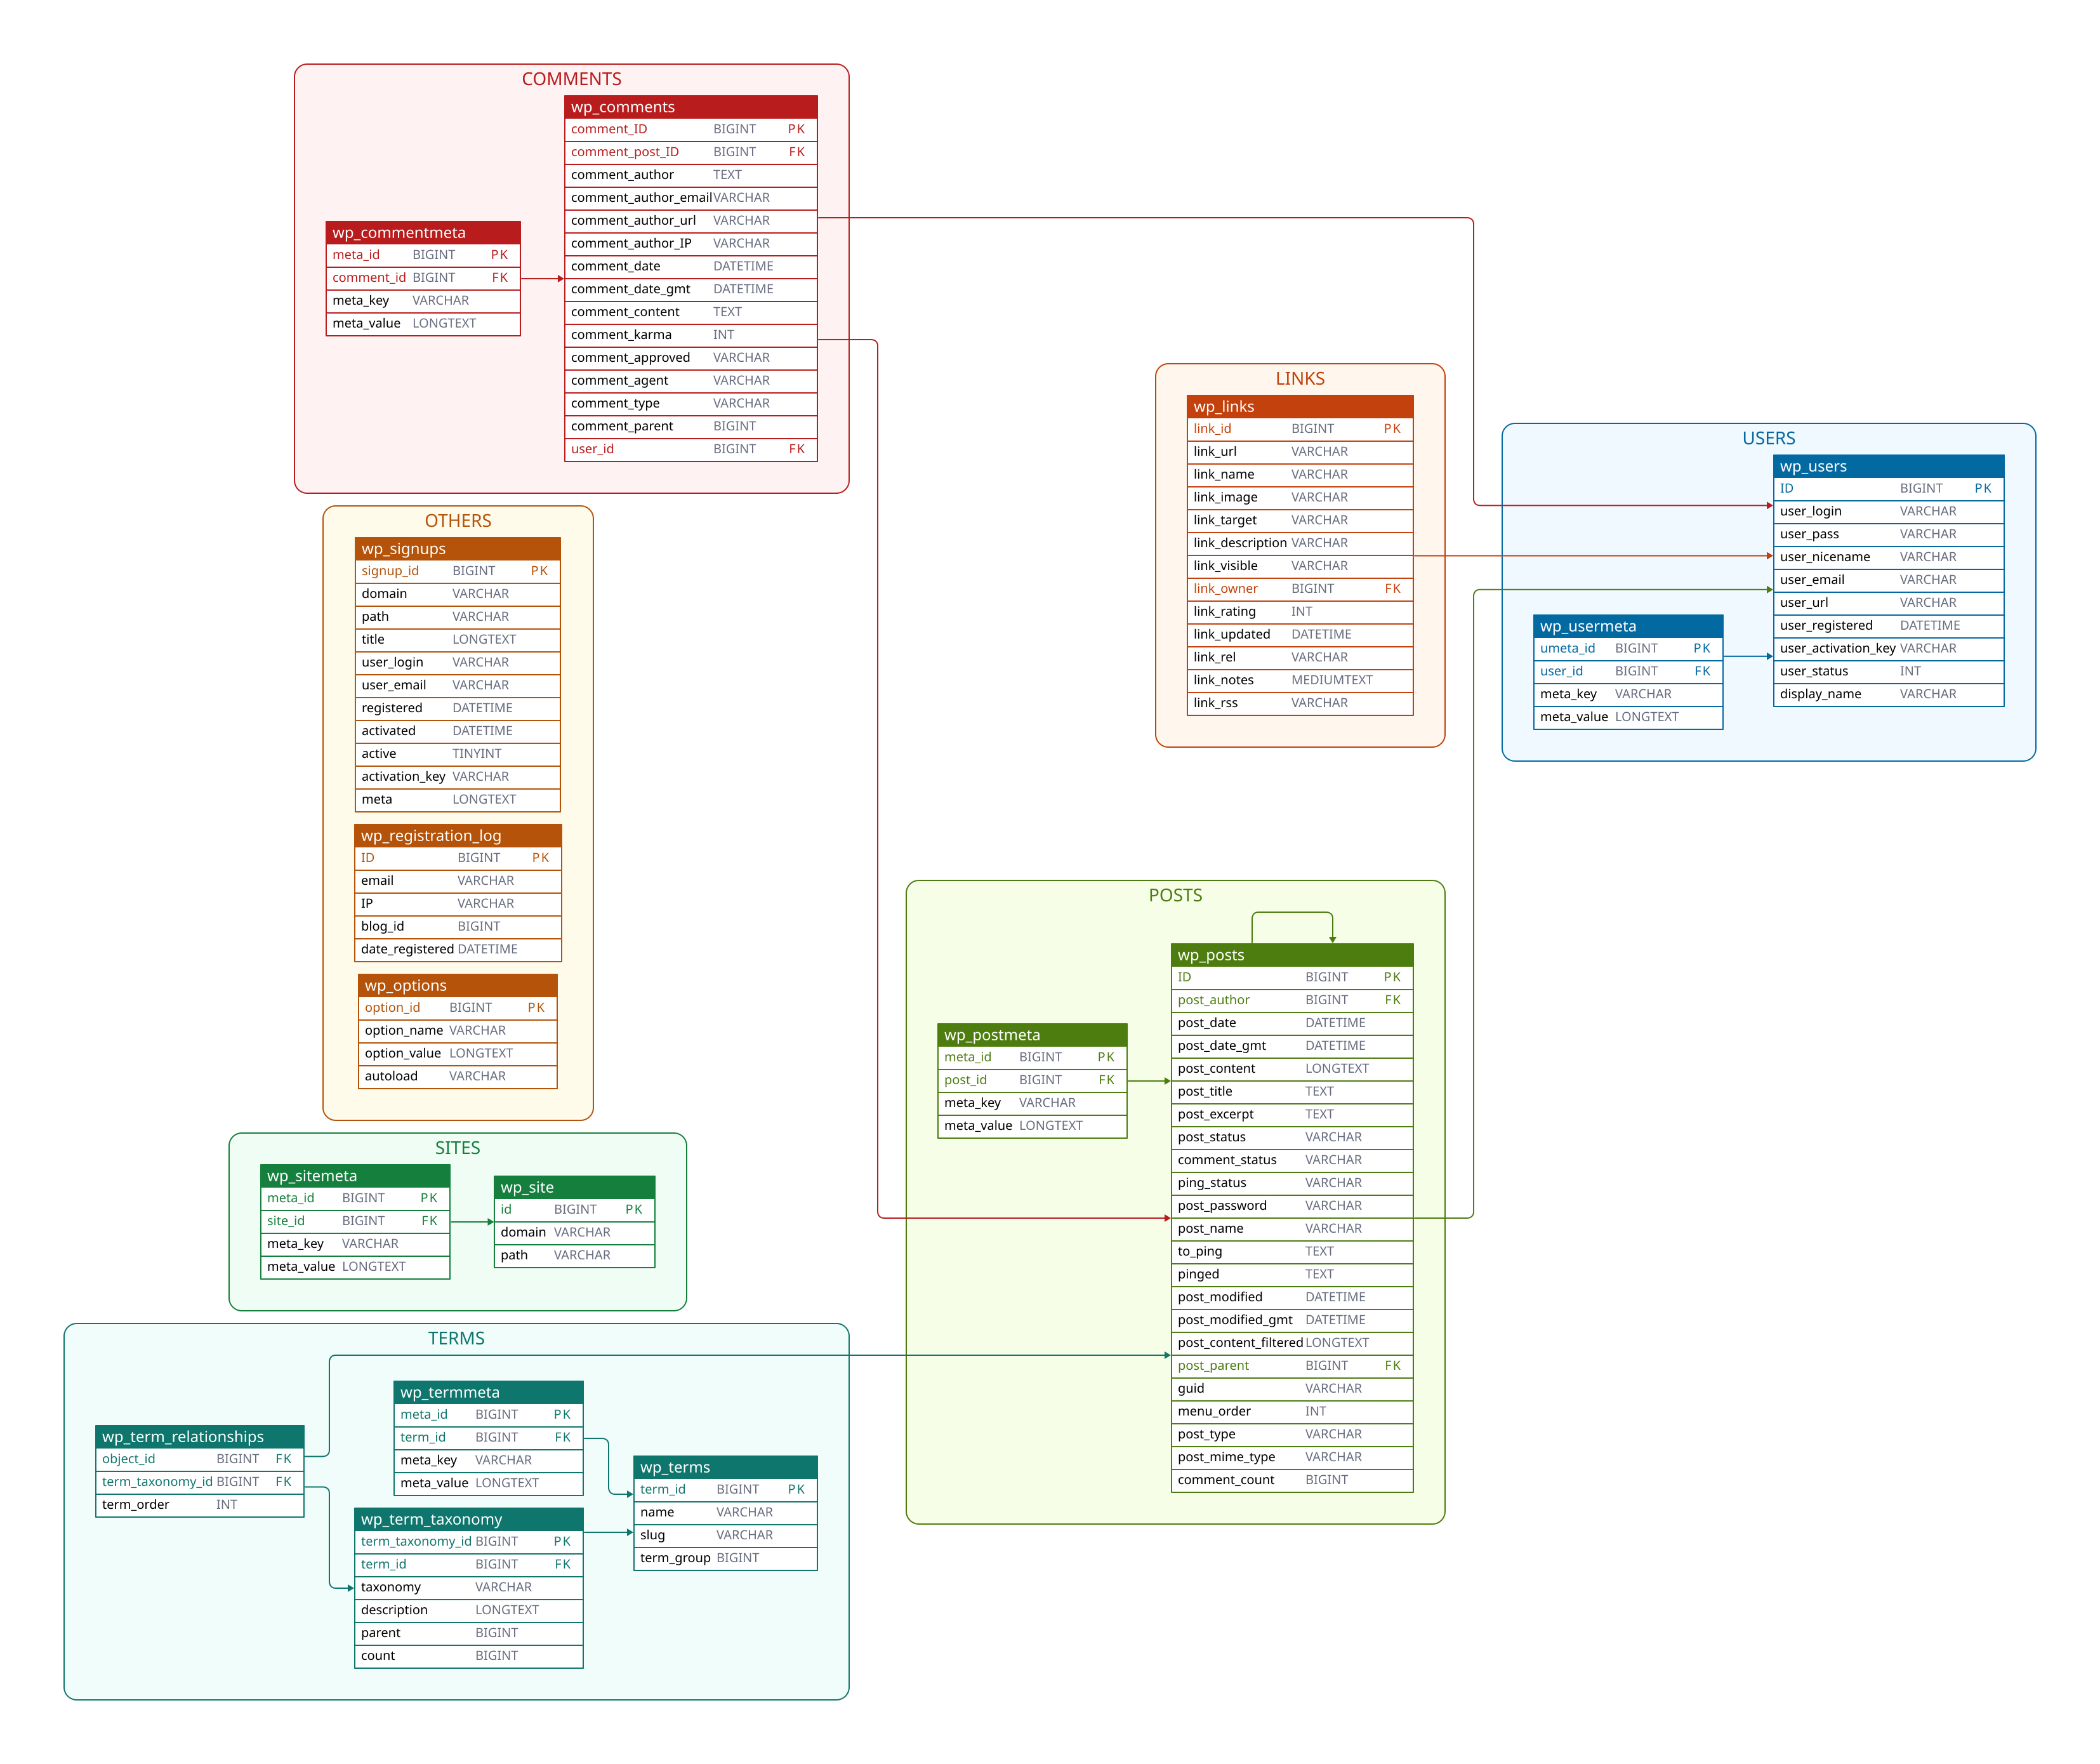 COMMENTS
wp_comments
comment_ID BIGINT PK
comment_post_ID BIGINT FK
comment_author TEXT
comment_author_email VARCHAR
comment_author_url VARCHAR
comment_author_IP VARCHAR
comment_date DATETIME
comment_date_gmt DATETIME
comment_content TEXT
comment_karma INT
comment_approved VARCHAR
comment_agent VARCHAR
comment_type VARCHAR
comment_parent BIGINT
user_id BIGINT FK
wp_commentmeta
meta_id BIGINT PK
comment_id BIGINT FK
meta_key VARCHAR
meta_value LONGTEXT
LINKS
wp_links
link_id BIGINT PK
link_url VARCHAR
link_name VARCHAR
link_image VARCHAR
link_target VARCHAR
link_description VARCHAR
link_visible VARCHAR
link_owner BIGINT FK
link_rating INT
link_updated DATETIME
link_rel VARCHAR
link_notes MEDIUMTEXT
link_rss VARCHAR
USERS
wp_users
ID BIGINT PK
user_login VARCHAR
user_pass VARCHAR
user_nicename VARCHAR
user_email VARCHAR
user_url VARCHAR
user_registered DATETIME
user_activation_key VARCHAR
user_status INT
display_name VARCHAR
wp_usermeta
umeta_id BIGINT PK
user_id BIGINT FK
meta_key VARCHAR
meta_value LONGTEXT
OTHERS
wp_signups
signup_id BIGINT PK
domain VARCHAR
path VARCHAR
title LONGTEXT
user_login VARCHAR
user_email VARCHAR
registered DATETIME
activated DATETIME
active TINYINT
activation_key VARCHAR
meta LONGTEXT
wp_registration_log
ID BIGINT PK
email VARCHAR
IP VARCHAR
blog_id BIGINT
date_registered DATETIME
wp_options
option_id BIGINT PK
option_name VARCHAR
option_value LONGTEXT
autoload VARCHAR
POSTS
wp_posts
ID BIGINT PK
post_author BIGINT FK
post_date DATETIME
post_date_gmt DATETIME
post_content LONGTEXT
post_title TEXT
post_excerpt TEXT
post_status VARCHAR
comment_status VARCHAR
ping_status VARCHAR
post_password VARCHAR
post_name VARCHAR
to_ping TEXT
pinged TEXT
post_modified DATETIME
post_modified_gmt DATETIME
post_content_filtered LONGTEXT
post_parent BIGINT FK
guid VARCHAR
menu_order INT
post_type VARCHAR
post_mime_type VARCHAR
comment_count BIGINT
wp_postmeta
meta_id BIGINT PK
post_id BIGINT FK
meta_key VARCHAR
meta_value LONGTEXT
SITES
wp_sitemeta
meta_id BIGINT PK
site_id BIGINT FK
meta_key VARCHAR
meta_value LONGTEXT
wp_site
id BIGINT PK
domain VARCHAR
path VARCHAR
TERMS
wp_term_relationships
object_id BIGINT FK
term_taxonomy_id BIGINT FK
term_order INT
wp_termmeta
meta_id BIGINT PK
term_id BIGINT FK
meta_key VARCHAR
meta_value LONGTEXT
wp_term_taxonomy
term_taxonomy_id BIGINT PK
term_id BIGINT FK
taxonomy VARCHAR
description LONGTEXT
parent BIGINT
count BIGINT
wp_terms
term_id BIGINT PK
name VARCHAR
slug VARCHAR
term_group BIGINT